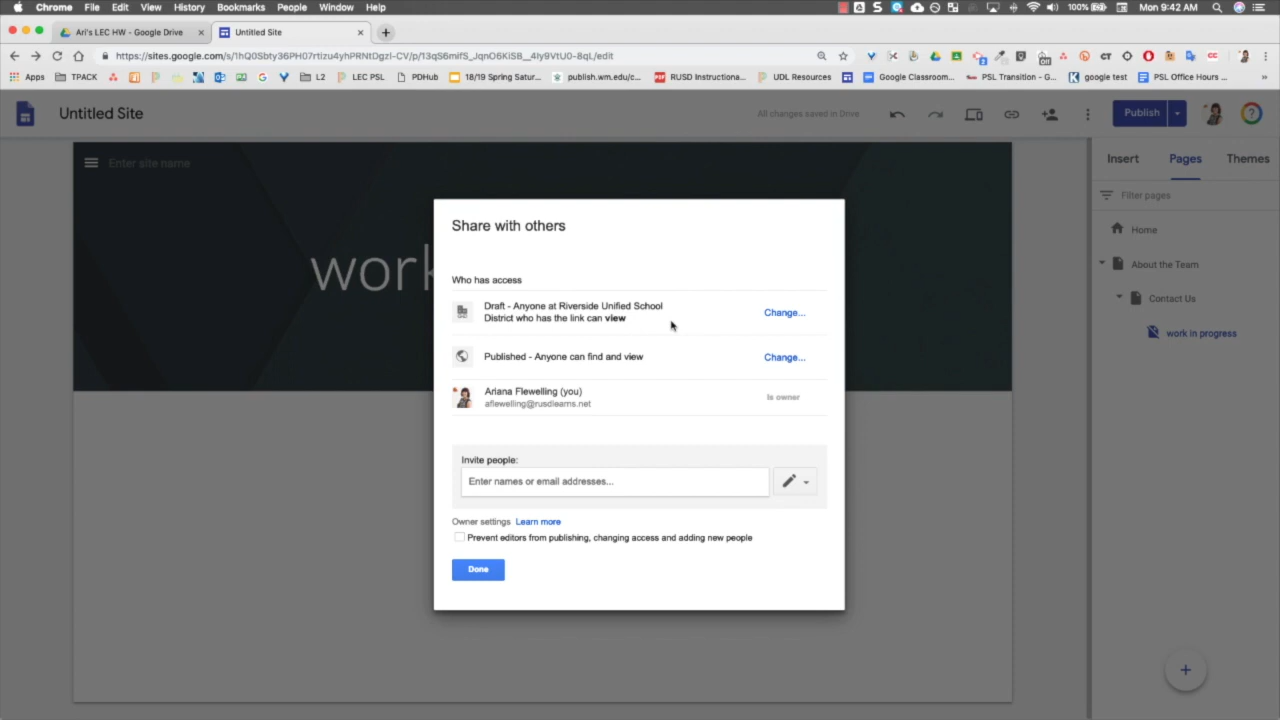 Chrome File Edit View History Bookmarks People Window Help
100%
Mon 9:42 AM
Ari's LEC HW - Google Drive
Untitled Site
Apps
TPACK
L2
LEC PSL
PDHub
18/19 Spring Satur...
publish.wm.edu/c...
RUSD Instructiona...
UDL Resources
Google Classroom...
PSL Transition - G...
google test
PSL Office Hours ...
Untitled Site
All changes saved in Drive
Publish
Enter site name
work
Insert Pages Themes
Filter pages
Home
About the Team
Contact Us
work in progress
Share with others
Who has access
Draft - Anyone at Riverside Unified School
District who has the link can view
Change...
Published - Anyone can find and view
Change...
Ariana Flewelling (you)
aflewelling@rusdlearns.net
Is owner
Invite people:
Enter names or email addresses...
Owner settings Learn more
Prevent editors from publishing, changing access and adding new people
Done